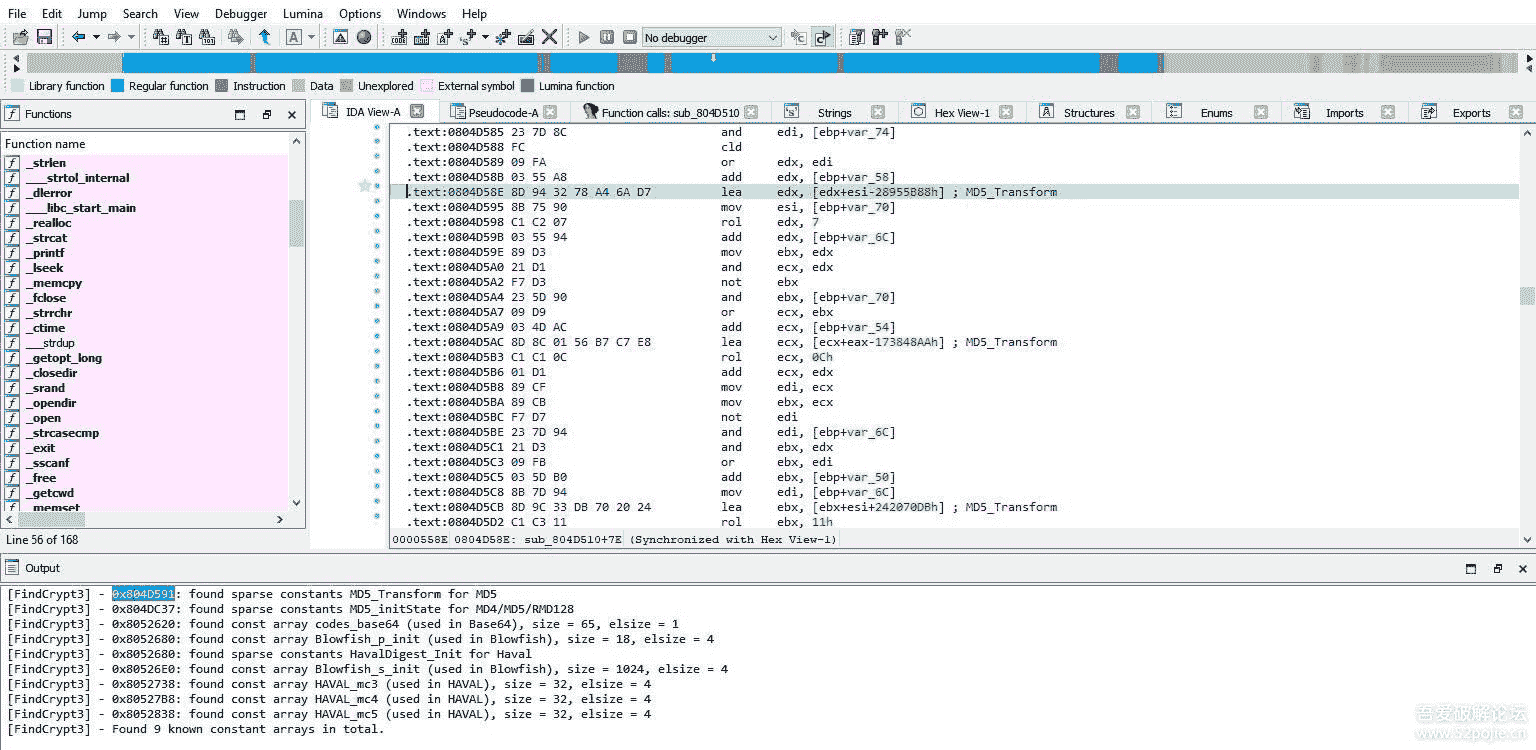 File Edit Jump Search View Debugger Lumina Options Windows Help
No debugger
Library function Regular function Instruction Data Unexplored External symbol Lumina function
Functions
IDA View-A Pseudocode-A Function calls: sub_804D510 Strings Hex View-1 Structures Enums Imports Exports
Function name
_strlen
___strtol_internal
_dlerror
___libc_start_main
_realloc
_strcat
_printf
_lseek
_memcpy
_fclose
_strrchr
_ctime
___strdup
_getopt_long
_closedir
_srand
_opendir
_open
_strcasecmp
_exit
_sscanf
_free
_getcwd
_memset
Line 56 of 168
.text:0804D585 23 7D 8C and edi, [ebp+var_74]
.text:0804D588 FC cld
.text:0804D589 09 FA or edx, edi
.text:0804D58B 03 55 A8 add edx, [ebp+var_58]
.text:0804D58E 8D 94 32 78 A4 6A D7 lea edx, [edx+esi-28955B88h] ; MD5_Transform
.text:0804D595 8B 75 90 mov esi, [ebp+var_70]
.text:0804D598 C1 C2 07 rol edx, 7
.text:0804D59B 03 55 94 add edx, [ebp+var_6C]
.text:0804D59E 89 D3 mov ebx, edx
.text:0804D5A0 21 D1 and ecx, edx
.text:0804D5A2 F7 D3 not ebx
.text:0804D5A4 23 5D 90 and ebx, [ebp+var_70]
.text:0804D5A7 09 D9 or ecx, ebx
.text:0804D5A9 03 4D AC add ecx, [ebp+var_54]
.text:0804D5AC 8D 8C 01 56 B7 C7 E8 lea ecx, [ecx+eax-173848AAh] ; MD5_Transform
.text:0804D5B3 C1 C1 0C rol ecx, 0Ch
.text:0804D5B6 01 D1 add ecx, edx
.text:0804D5B8 89 CF mov edi, ecx
.text:0804D5BA 89 CB mov ebx, ecx
.text:0804D5BC F7 D7 not edi
.text:0804D5BE 23 7D 94 and edi, [ebp+var_6C]
.text:0804D5C1 21 D3 and ebx, edx
.text:0804D5C3 09 FB or ebx, edi
.text:0804D5C5 03 5D B0 add ebx, [ebp+var_50]
.text:0804D5C8 8B 7D 94 mov edi, [ebp+var_6C]
.text:0804D5CB 8D 9C 33 DB 70 20 24 lea ebx, [ebx+esi+242070DBh] ; MD5_Transform
.text:0804D5D2 C1 C3 11 rol ebx, 11h
0000558E 0804D58E: sub_804D510+7E (Synchronized with Hex View-1)
Output
[FindCrypt3] - 0x804D591: found sparse constants MD5_Transform for MD5
[FindCrypt3] - 0x804DC37: found sparse constants MD5_initState for MD4/MD5/RMD128
[FindCrypt3] - 0x8052620: found const array codes_base64 (used in Base64), size = 65, elsize = 1
[FindCrypt3] - 0x8052680: found const array Blowfish_p_init (used in Blowfish), size = 18, elsize = 4
[FindCrypt3] - 0x8052680: found sparse constants HavalDigest_Init for Haval
[FindCrypt3] - 0x80526E0: found const array Blowfish_s_init (used in Blowfish), size = 1024, elsize = 4
[FindCrypt3] - 0x8052738: found const array HAVAL_mc3 (used in HAVAL), size = 32, elsize = 4
[FindCrypt3] - 0x80527B8: found const array HAVAL_mc4 (used in HAVAL), size = 32, elsize = 4
[FindCrypt3] - 0x8052838: found const array HAVAL_mc5 (used in HAVAL), size = 32, elsize = 4
[FindCrypt3] - Found 9 known constant arrays in total.
吾爱破解论坛
www.52pojie.cn